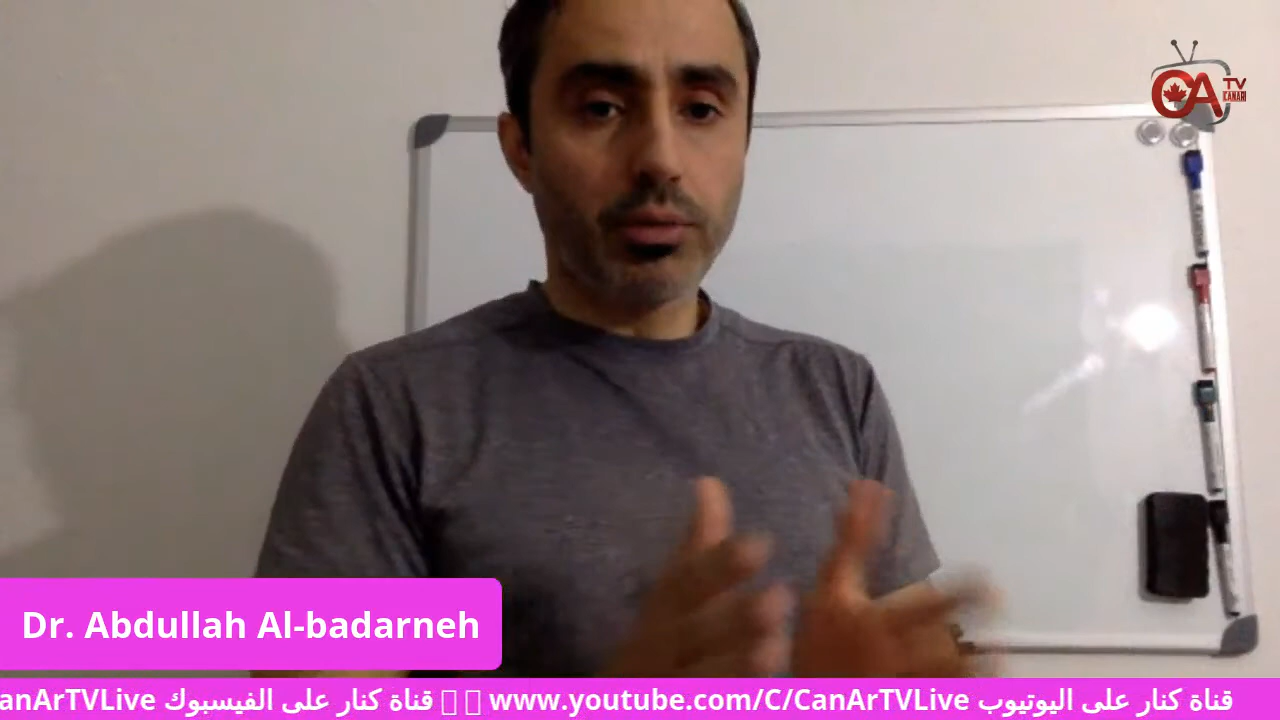 CA TV
CANARI
Dr. Abdullah Al-badarneh
anArTVLive قناة كنار على الفيسبوك www.youtube.com/C/CanArTVLive قناة كنار على اليوتيوب